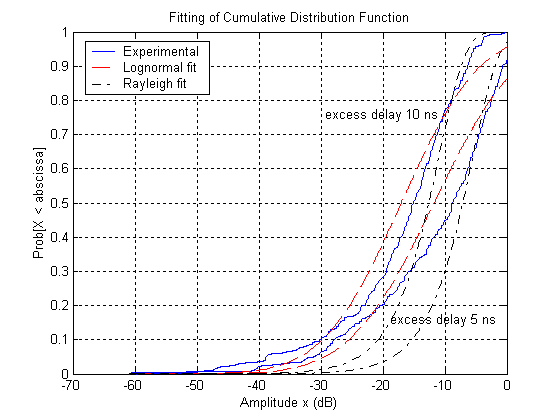 Fitting of Cumulative Distribution Function
Experimental
Lognormal fit
Rayleigh fit
excess delay 10 ns
excess delay 5 ns
Prob[X < abscissa]
1
0.9
0.8
0.7
0.6
0.5
0.4
0.3
0.2
0.1
0
-70
-60
-50
-40
-30
-20
-10
0
Amplitude x (dB)